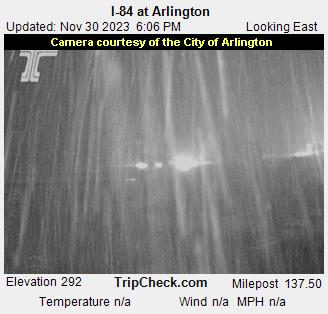 I-84 at Arlington
Updated: Nov 30 2023 6:06 PM Looking East
Camera courtesy of the City of Arlington
Elevation 292 TripCheck.com Milepost 137.50
Temperature n/a Wind n/a MPH n/a